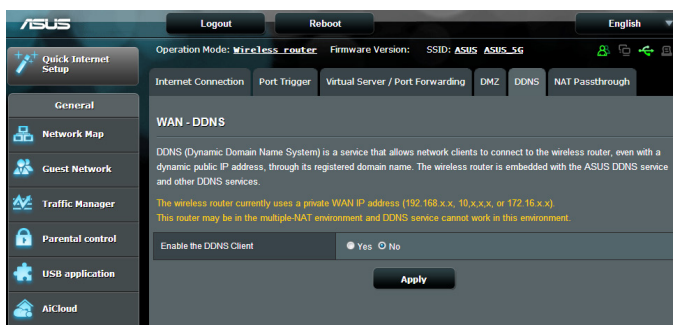 ASUS
Logout
Reboot
English
Quick Internet
Setup
Operation Mode: Wireless router Firmware Version: SSID: ASUS ASUS_5G
Internet Connection
Port Trigger
Virtual Server / Port Forwarding
DMZ
DDNS
NAT Passthrough
General
Network Map
Guest Network
Traffic Manager
Parental control
USB application
AiCloud
WAN - DDNS
DDNS (Dynamic Domain Name System) is a service that allows network clients to connect to the wireless router, even with a
dynamic public IP address, through its registered domain name. The wireless router is embedded with the ASUS DDNS service
and other DDNS services.
The wireless router currently uses a private WAN IP address (192.168.x.x, 10,x,x,x, or 172.16.x.x).
This router may be in the multiple-NAT environment and DDNS service cannot work in this environment.
Enable the DDNS Client
Yes No
Apply